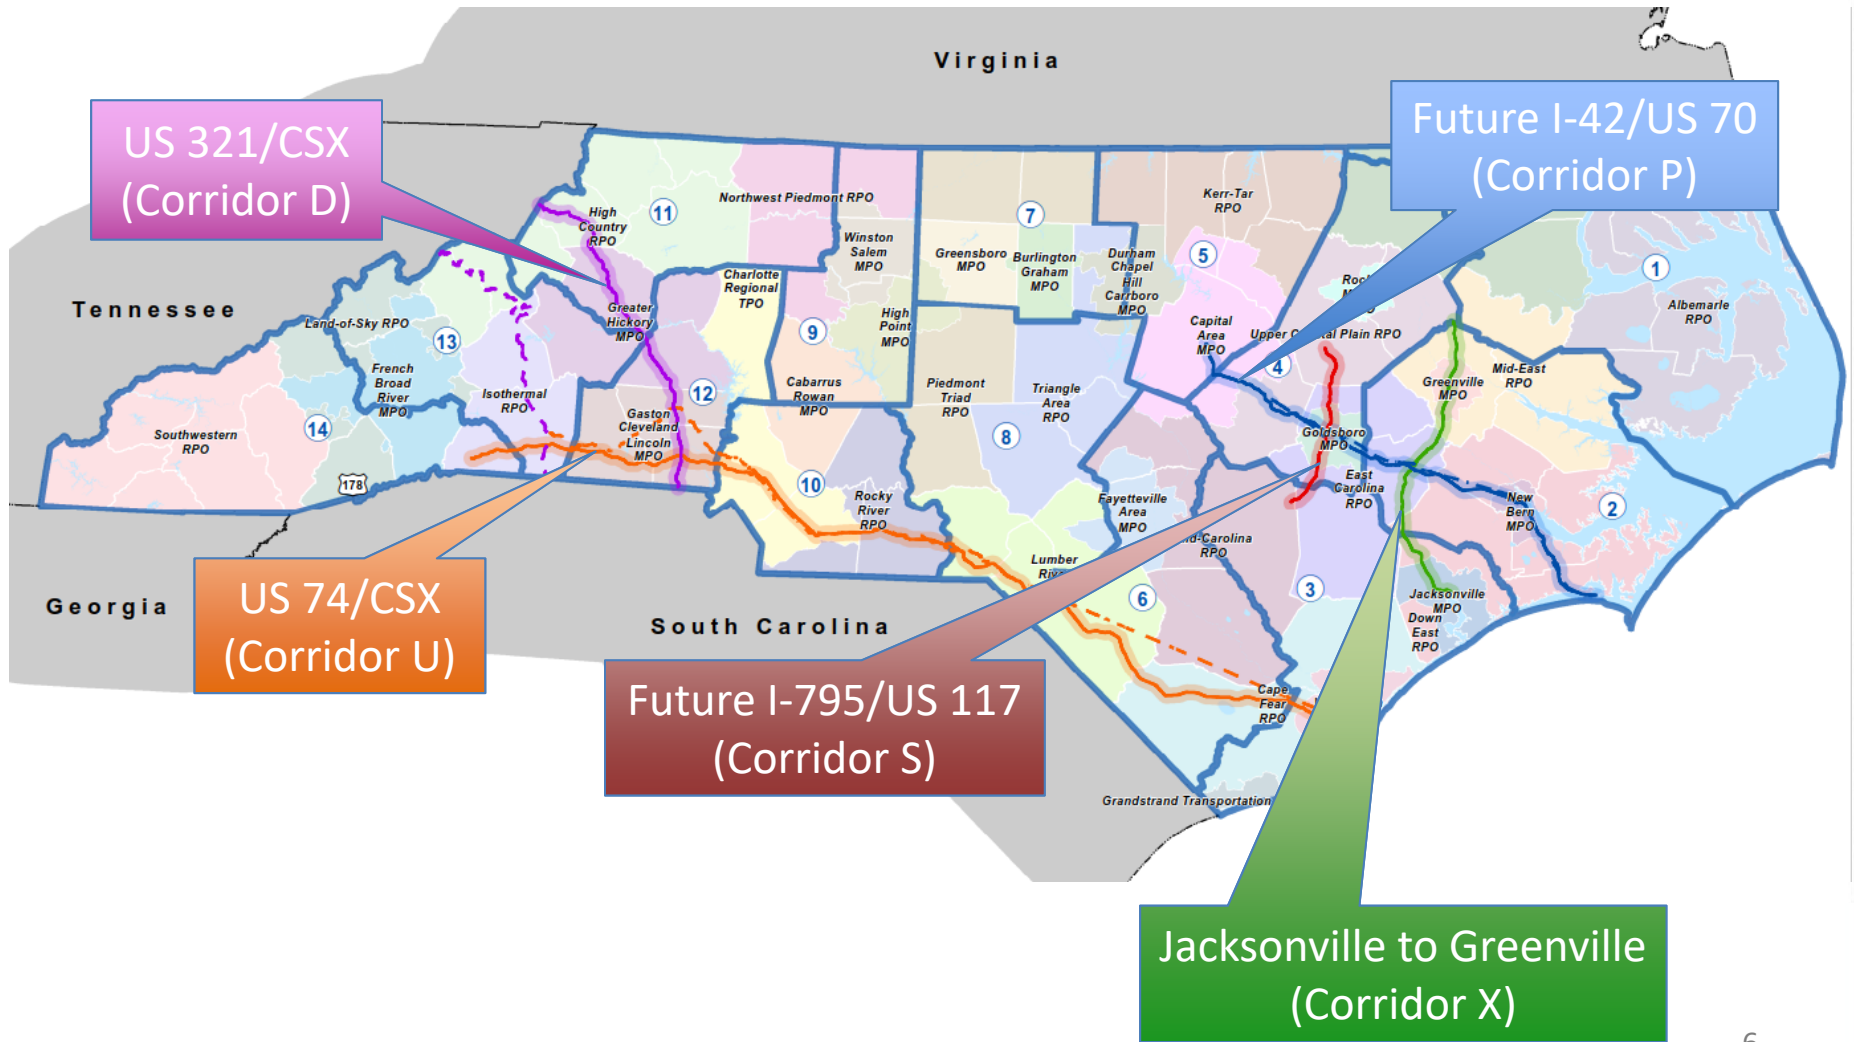 Virginia
US 321/CSX
(Corridor D)
Future I-42/US 70
(Corridor P)
Tennessee
Georgia
South Carolina
High
Country
RPO
11
Northwest Piedmont RPO
Winston
Salem
MPO
7
Greensboro
MPO
Burlington
Graham
MPO
Durham
Chapel
Hill
Carrboro
MPO
Kerr-Tar
RPO
5
1
Albemarle
RPO
Land-of-Sky RPO
13
Greater
Hickory
MPO
Charlotte
Regional
TPO
9
High
Point
MPO
Capital
Area
MPO
Upper
Plain RPO
4
Greenville
MPO
Mid-East
RPO
French
Broad
River
MPO
Isothermal
RPO
12
Cabarrus
Rowan
MPO
Piedmont
Triad
RPO
Triangle
Area
RPO
14
Southwestern
RPO
Gaston
Cleveland
Lincoln
MPO
8
Goldsboro
MPO
178
10
Rocky
River
RPO
Fayetteville
Area
MPO
East
Carolina
RPO
New
Bern
MPO
2
RPO
Lumber
6
3
Jacksonville
MPO
Down
East
RPO
US 74/CSX
(Corridor U)
Future I-795/US 117
(Corridor S)
Cape
Fear
RPO
Grandstrand Transportation
Jacksonville to Greenville
(Corridor X)
6